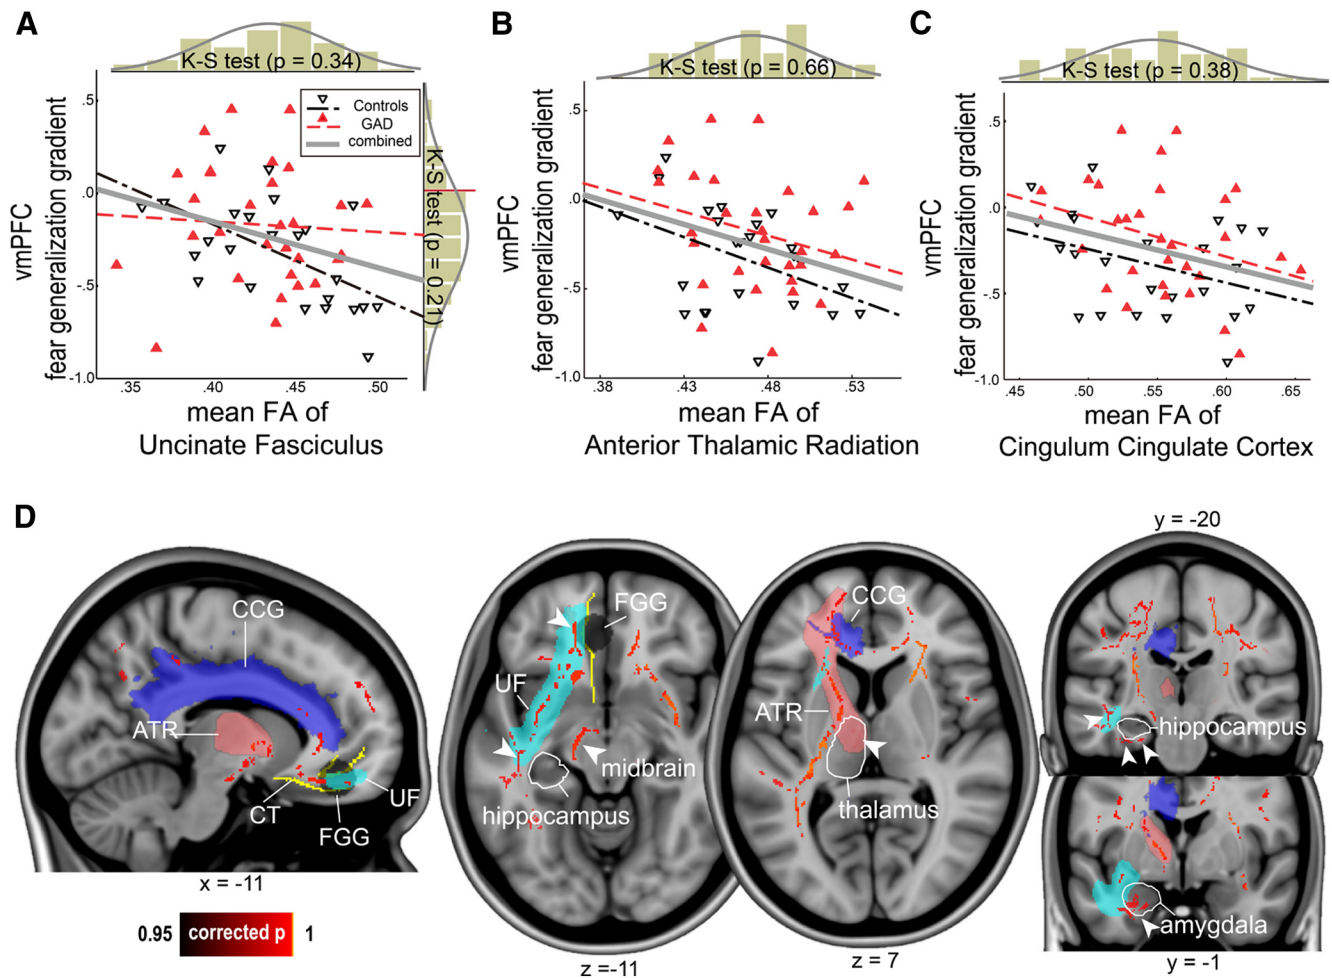 A
K-S test (p = 0.34)
.5
.0
-.5
-1.0
vmPFC
fear generalization gradient
Controls
GAD
combined
K-S test (p = 0.21)
.35
.40
.45
.50
mean FA of
Uncinate Fasciculus
B
K-S test (p = 0.66)
.5
.0
-.5
-1.0
vmPFC
fear generalization gradient
.38
.43
.48
.53
mean FA of
Anterior Thalamic Radiation
C
K-S test (p = 0.38)
.5
.0
-.5
-1.0
vmPFC
fear generalization gradient
.45
.50
.55
.60
.65
mean FA of
Cingulum Cingulate Cortex
D
CCG
ATR
CT
FGG
UF
x = -11
0.95
corrected p
1
FGG
UF
midbrain
hippocampus
z =-11
CCG
ATR
thalamus
z = 7
y = -20
hippocampus
amygdala
y = -1